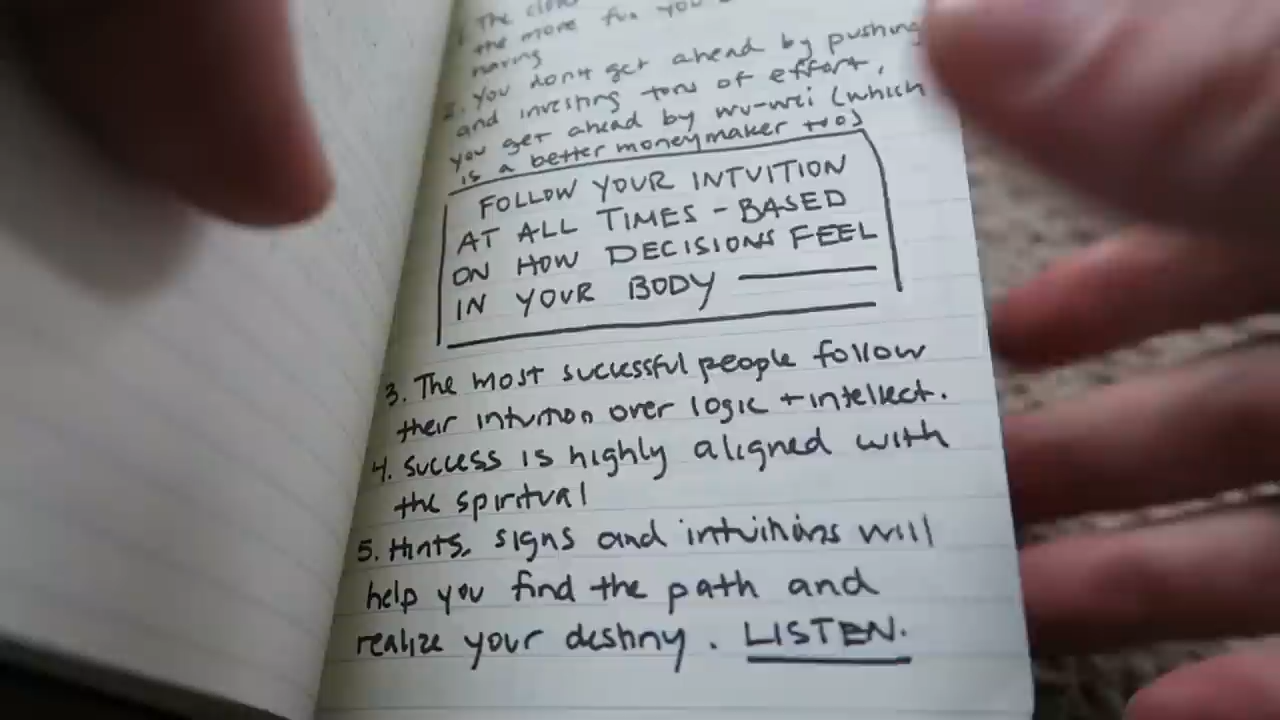 1. The
the more fun you
having
2. You don't get ahead by pushing
and investing tons of effort,
you get ahead by wu-wei (which
is a better moneymaker too)
FOLLOW YOUR INTUITION
AT ALL TIMES - BASED
ON HOW DECISIONS FEEL
IN YOUR BODY
3. The most successful people follow
their intuition over logic + intellect.
4. Success is highly aligned with
the spiritual
5. Hints, signs and intuitions will
help you find the path and
realize your destiny. LISTEN.